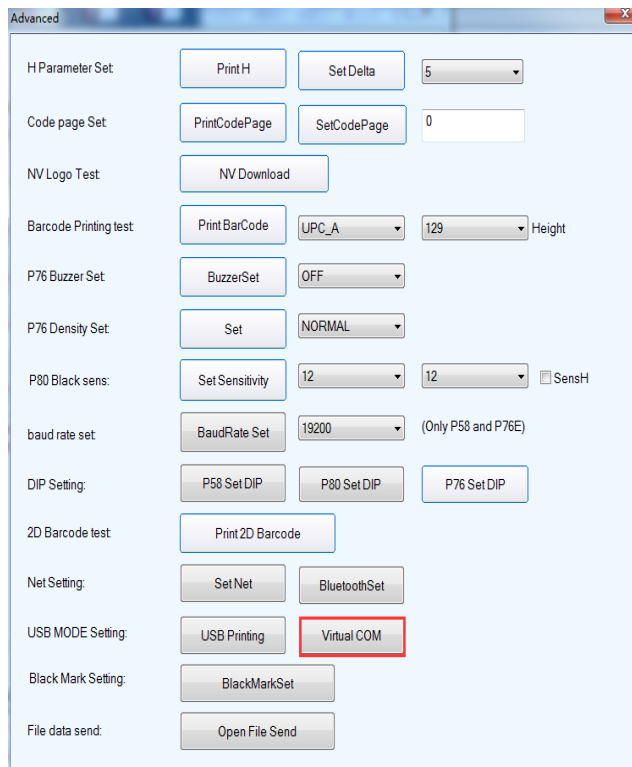 Advanced
X
H Parameter Set: Print H Set Delta 5
Code page Set: PrintCodePage SetCodePage 0
NV Logo Test: NV Download
Barcode Printing test: Print BarCode UPC_A 129 Height
P76 Buzzer Set: BuzzerSet OFF
P76 Density Set: Set NORMAL
P80 Black sens: Set Sensitivity 12 12 SensH
baud rate set: BaudRate Set 19200 (Only P58 and P76E)
DIP Setting: P58 Set DIP P80 Set DIP P76 Set DIP
2D Barcode test: Print 2D Barcode
Net Setting: Set Net BluetoothSet
USB MODE Setting: USB Printing Virtual COM
Black Mark Setting: BlackMarkSet
File data send: Open File Send